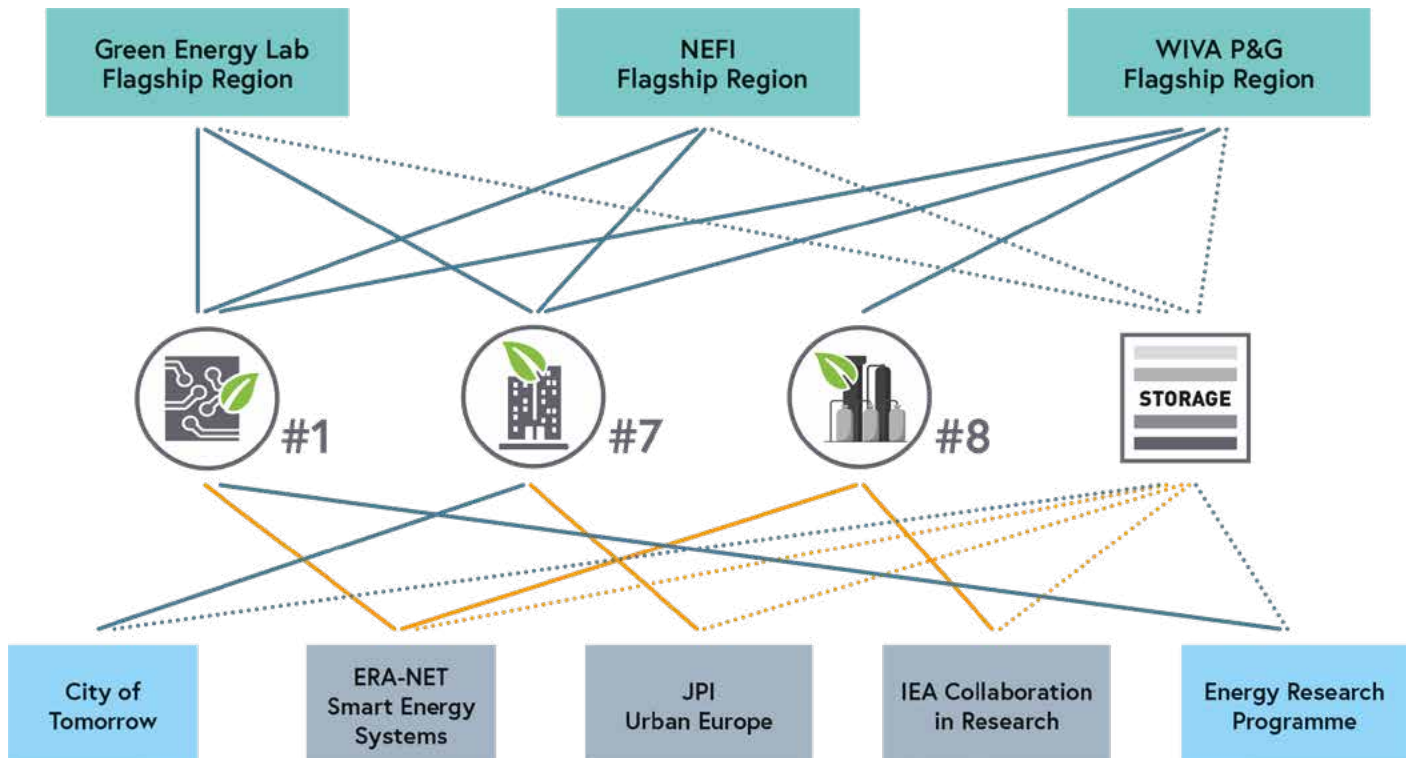 Green Energy Lab
Flagship Region
NEFI
Flagship Region
WIVA P&G
Flagship Region
#1
#7
#8
STORAGE
City of
Tomorrow
ERA-NET
Smart Energy
Systems
JPI
Urban Europe
IEA Collaboration
in Research
Energy Research
Programme